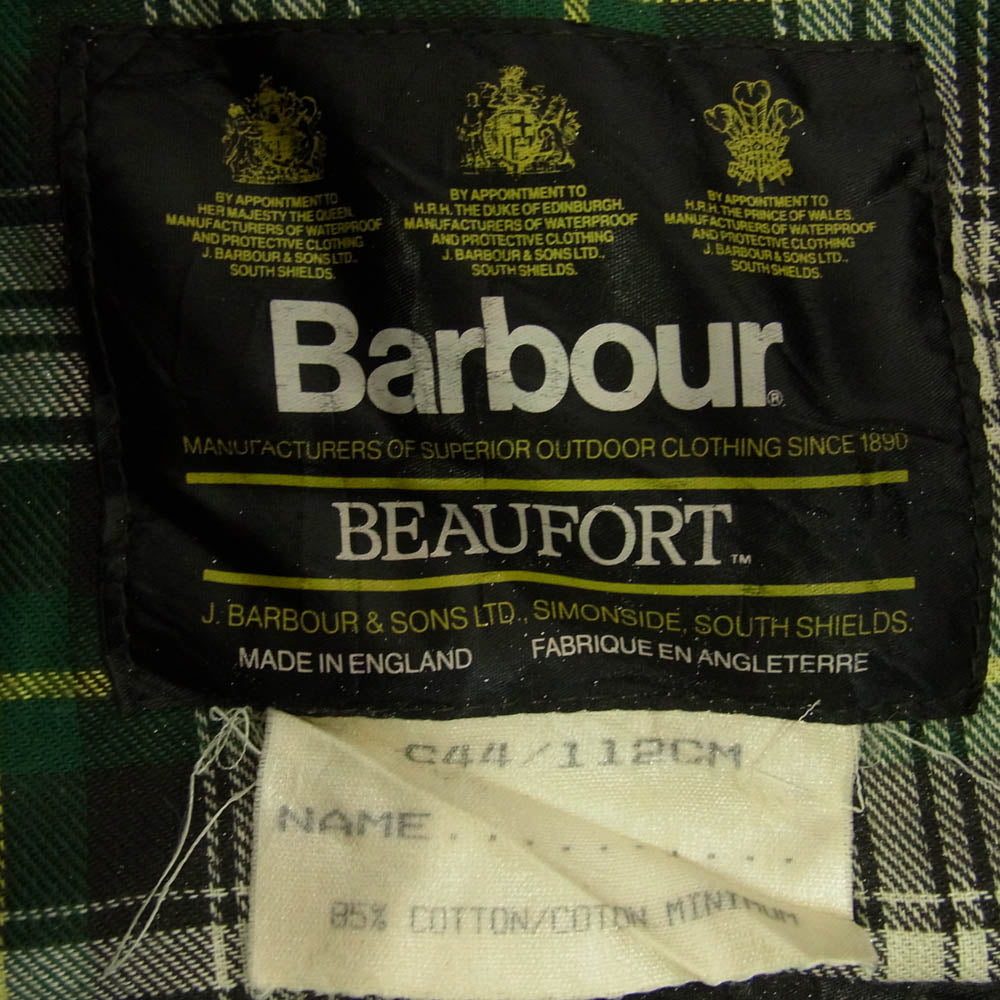 BY APPOINTMENT TO
HER MAJESTY THE QUEEN
MANUFACTURERS OF WATERPROOF
AND PROTECTIVE CLOTHING
J. BARBOUR & SONS LTD.,
SOUTH SHIELDS.
BY APPOINTMENT TO
H.R.H. THE DUKE OF EDINBURGH
MANUFACTURERS OF WATERPROOF
AND PROTECTIVE CLOTHING
J. BARBOUR & SONS LTD.,
SOUTH SHIELDS.
BY APPOINTMENT TO
H.R.H. THE PRINCE OF WALES
MANUFACTURERS OF WATERPROOF
AND PROTECTIVE CLOTHING
J. BARBOUR & SONS LTD.,
SOUTH SHIELDS.
Barbour®
MANUFACTURERS OF SUPERIOR OUTDOOR CLOTHING SINCE 1890
BEAUFORT™
J. BARBOUR & SONS LTD., SIMONSIDE, SOUTH SHIELDS.
MADE IN ENGLAND FABRIQUE EN ANGLETERRE
C44/112CM
NAME...........
85% COTTON/COTON MINIMUM